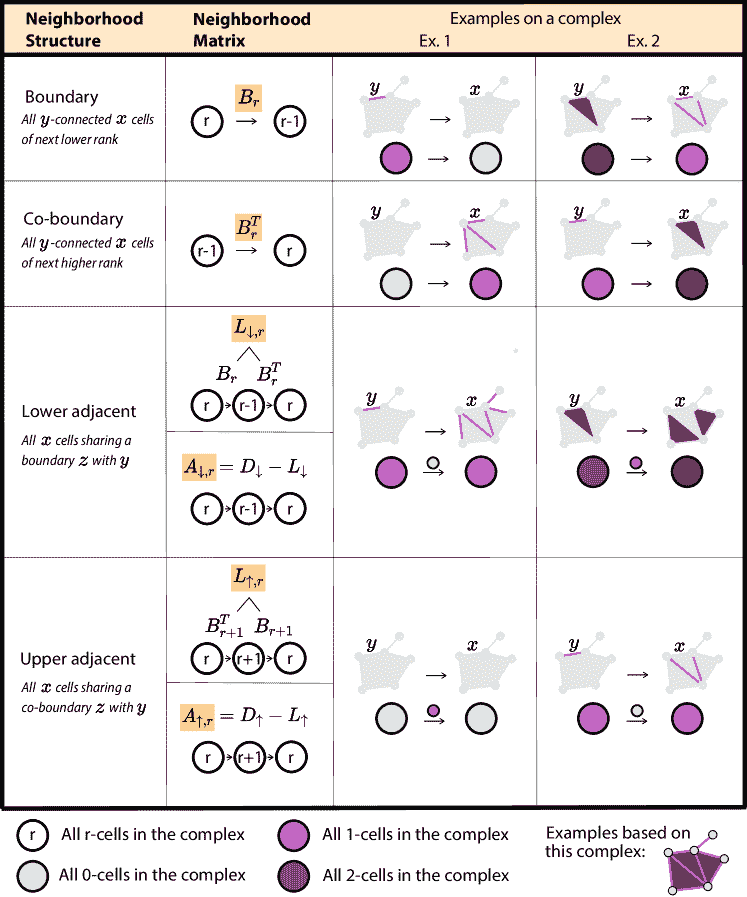 Neighborhood Structure
Neighborhood Matrix
Examples on a complex
Ex. 1
Ex. 2
Boundary
All y-connected x cells
of next lower rank
B_r
r → r-1
y → x
y → x
Co-boundary
All y-connected x cells
of next higher rank
B_r^T
r-1 → r
y → x
y → x
Lower adjacent
All x cells sharing a
boundary z with y
L_{↓,r}
B_r B_r^T
r → r-1 → r
A_{↓,r} = D_↓ − L_↓
r → r-1 → r
y → x
y → x
Upper adjacent
All x cells sharing a
co-boundary z with y
L_{↑,r}
B_{r+1}^T B_{r+1}
r → r+1 → r
A_{↑,r} = D_↑ − L_↑
r → r+1 → r
y → x
y → x
r All r-cells in the complex
All 1-cells in the complex
All 0-cells in the complex
All 2-cells in the complex
Examples based on
this complex: